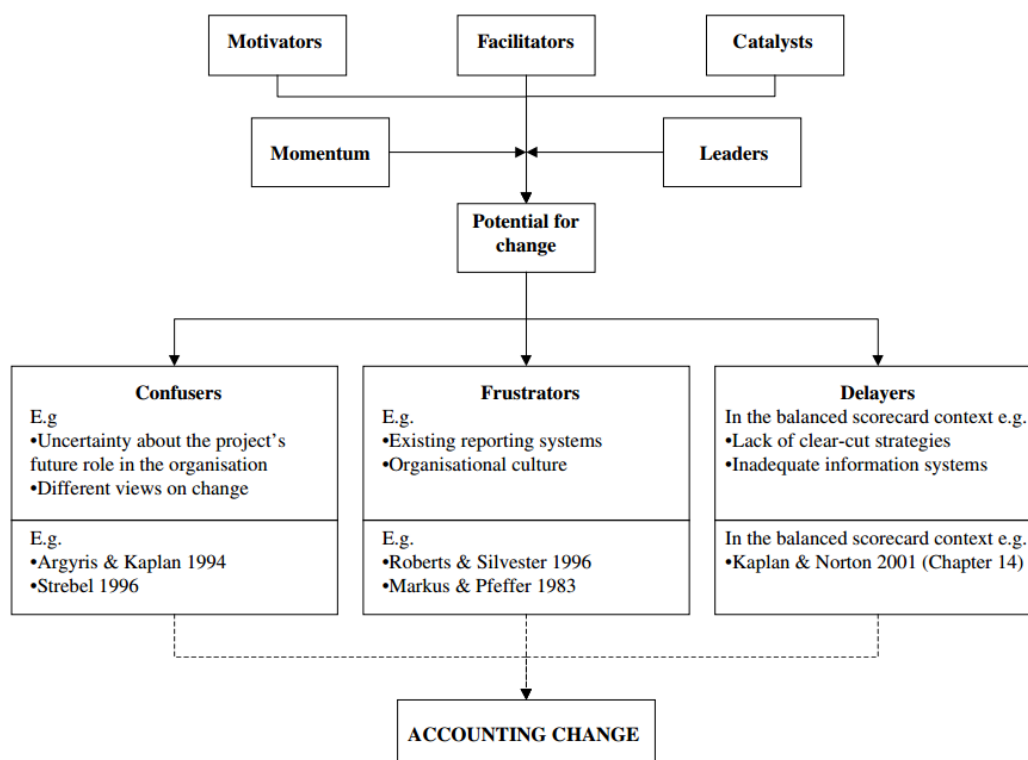 Motivators
Facilitators
Catalysts
Momentum
Leaders
Potential for
change
Confusers
E.g
•Uncertainty about the project's
future role in the organisation
•Different views on change
E.g.
•Argyris & Kaplan 1994
•Strebel 1996
Frustrators
E.g.
•Existing reporting systems
•Organisational culture
E.g.
•Roberts & Silvester 1996
•Markus & Pfeffer 1983
Delayers
In the balanced scorecard context e.g.
•Lack of clear-cut strategies
•Inadequate information systems
In the balanced scorecard context e.g.
•Kaplan & Norton 2001 (Chapter 14)
ACCOUNTING CHANGE